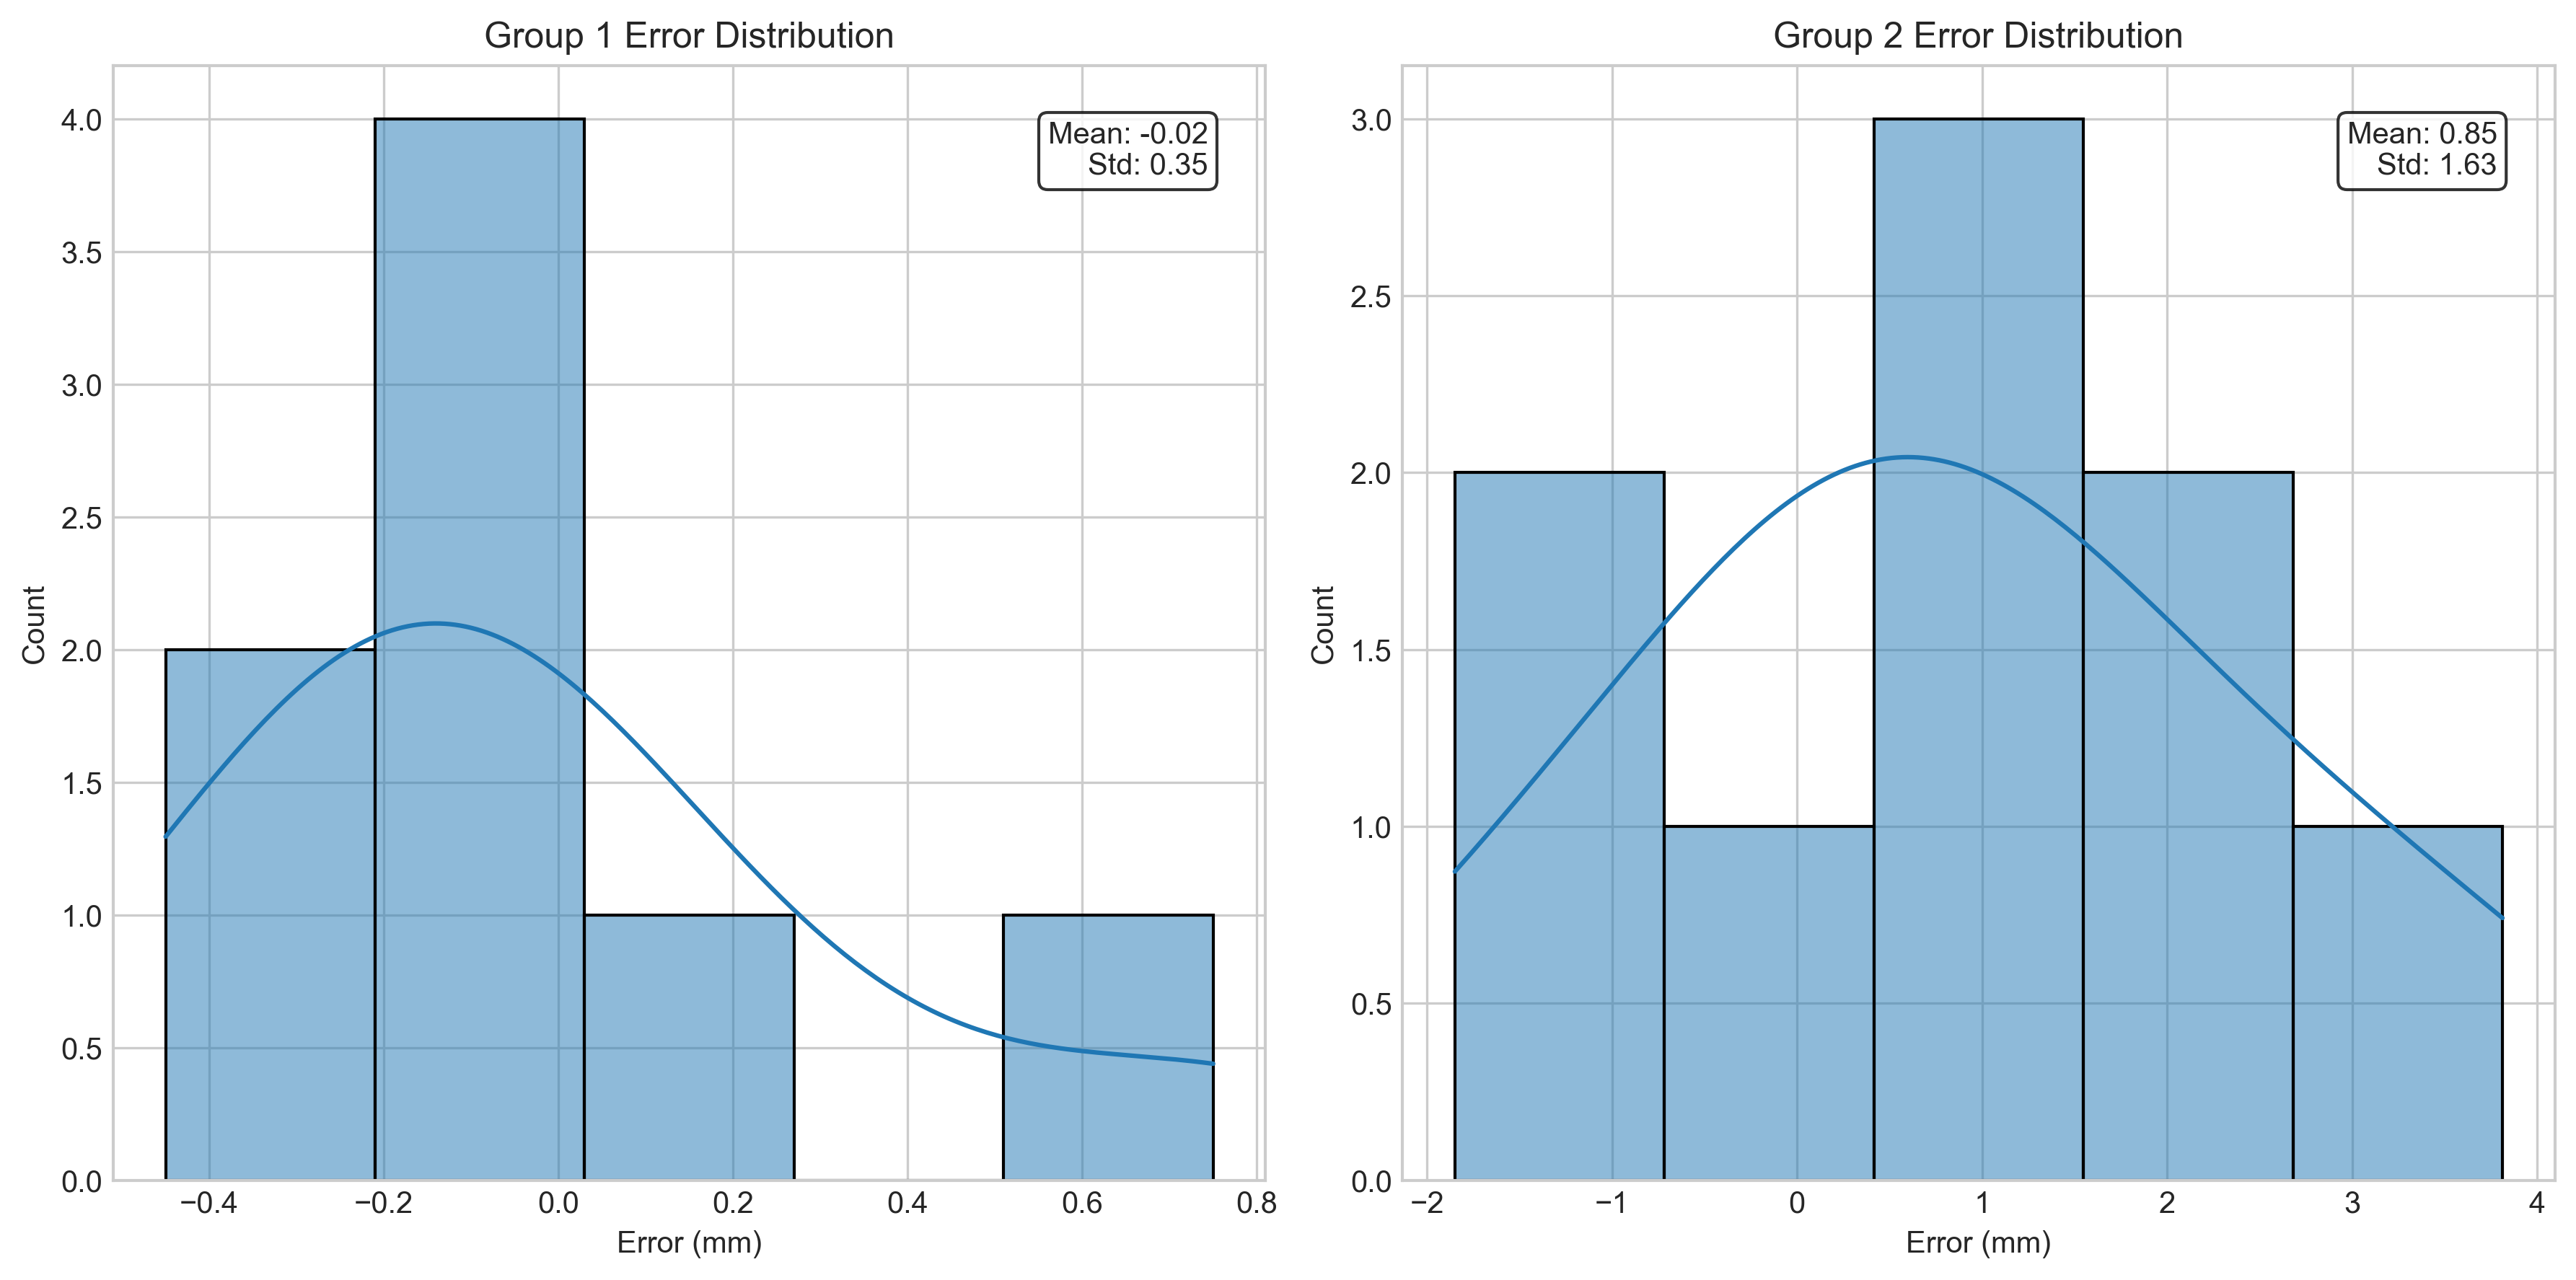 Group 1 Error Distribution
Mean: -0.02
Std: 0.35
4.0
3.5
3.0
2.5
2.0
1.5
1.0
0.5
0.0
Count
−0.4 −0.2 0.0 0.2 0.4 0.6 0.8
Error (mm)
Group 2 Error Distribution
Mean: 0.85
Std: 1.63
3.0
2.5
2.0
1.5
1.0
0.5
0.0
Count
−2 −1 0 1 2 3 4
Error (mm)